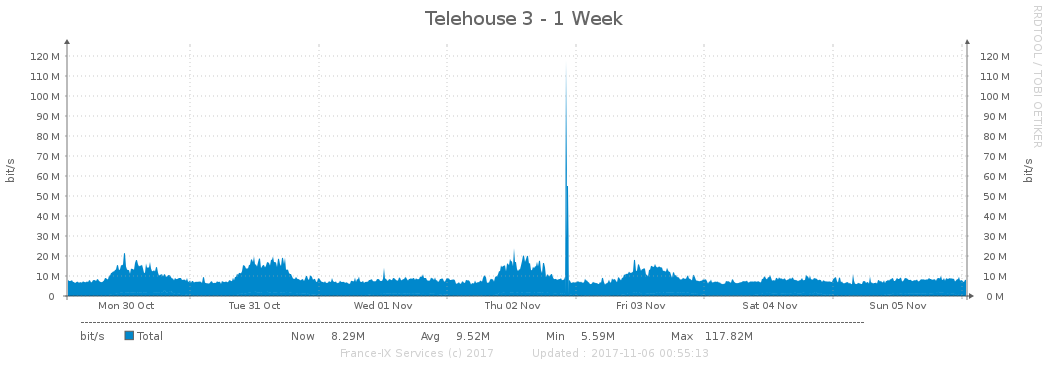 Telehouse 3 - 1 Week
RRDTOOL / TOBI OETIKER
bit/s
bit/s
120 M 120 M
110 M 110 M
100 M 100 M
90 M 90 M
80 M 80 M
70 M 70 M
60 M 60 M
50 M 50 M
40 M 40 M
30 M 30 M
20 M 20 M
10 M 10 M
0 0 M
Mon 30 Oct Tue 31 Oct Wed 01 Nov Thu 02 Nov Fri 03 Nov Sat 04 Nov Sun 05 Nov
bit/s Total Now 8.29M Avg 9.52M Min 5.59M Max 117.82M
France-IX Services (c) 2017 Updated : 2017-11-06 00:55:13